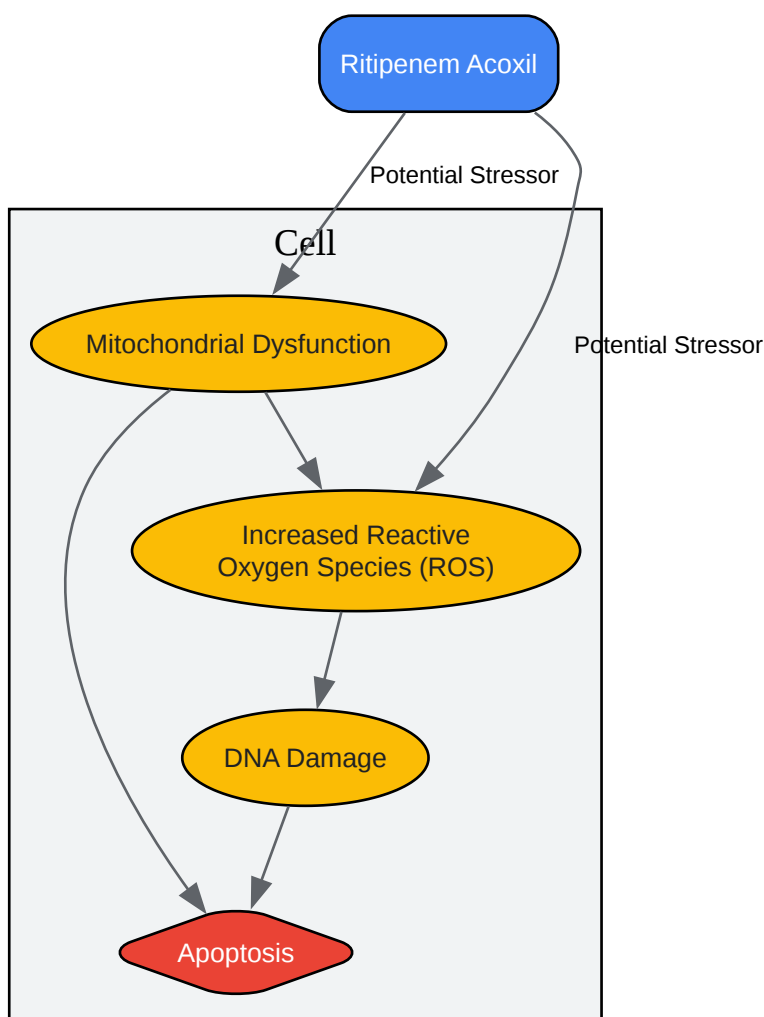 Ritipenem Acoxil
Potential Stressor
Cell
Mitochondrial Dysfunction
Potential Stressor
Increased Reactive
Oxygen Species (ROS)
DNA Damage
Apoptosis